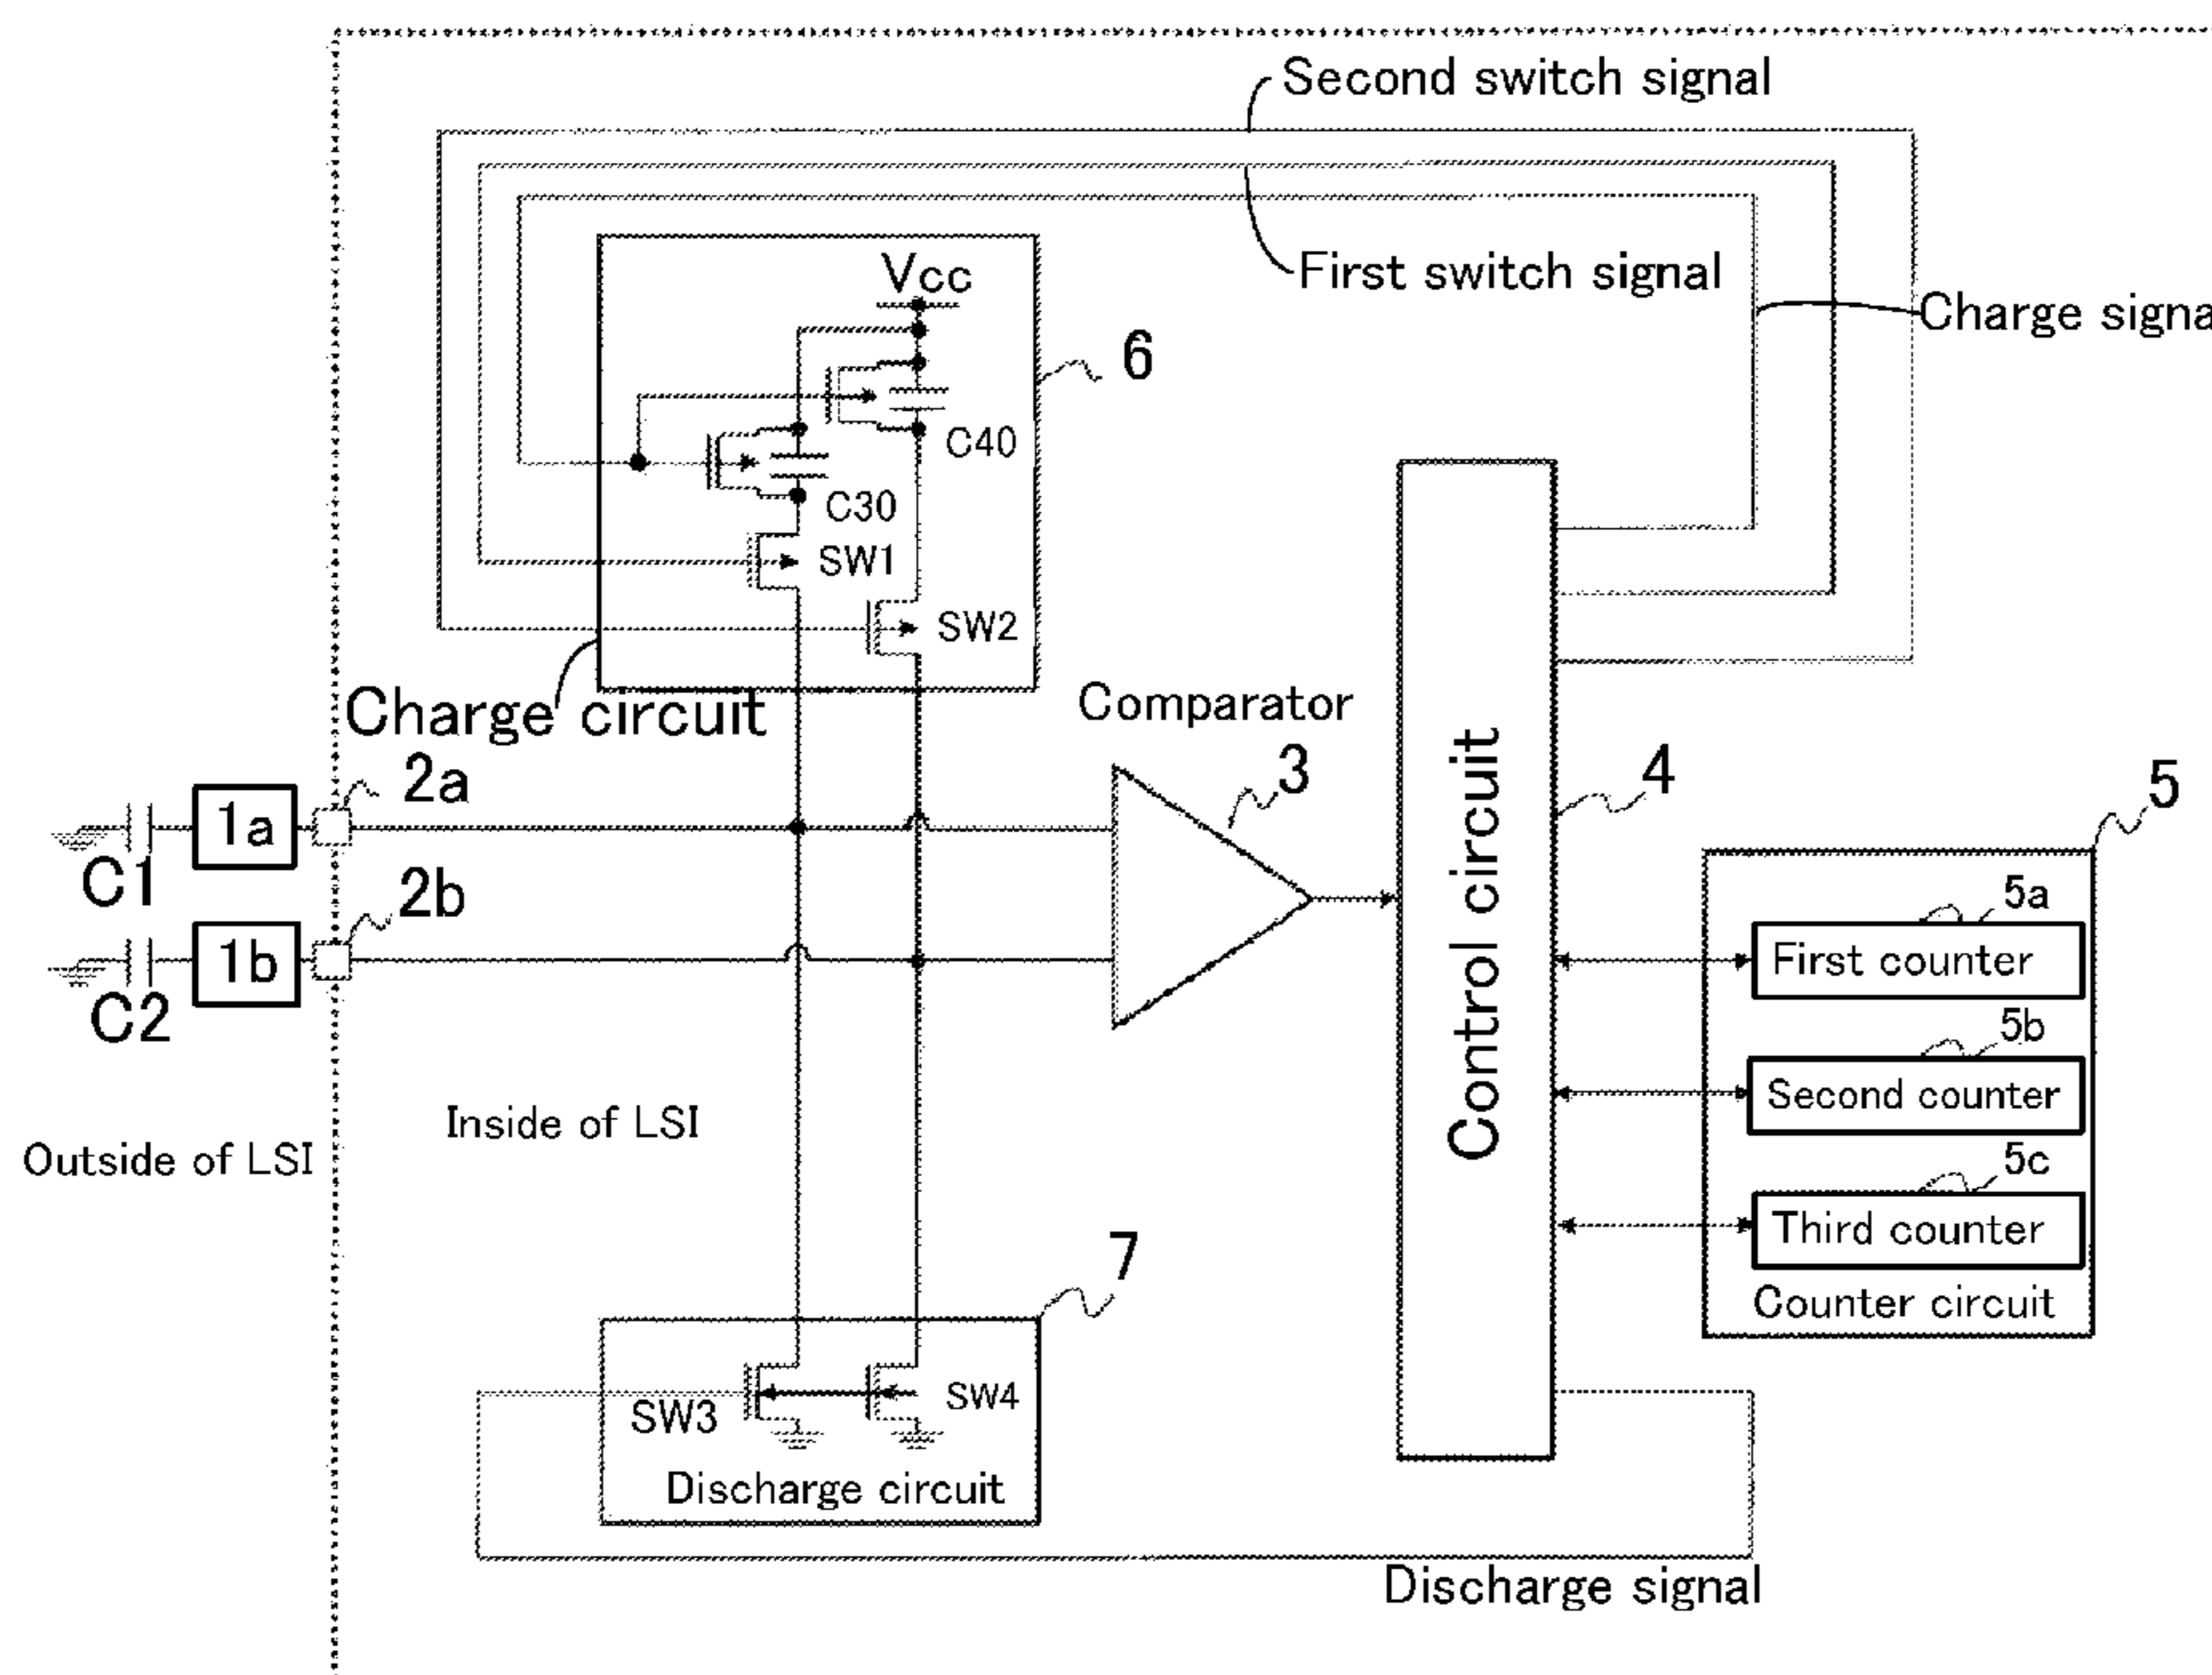 Second switch signal
First switch signal
Charge signa
Vcc
6
C40
C30
SW1
SW2
Charge circuit
Comparator
3
Control circuit
4
2a
1a
C1
2b
1b
C2
5
5a
First counter
5b
Second counter
5c
Third counter
Counter circuit
Inside of LSI
Outside of LSI
7
SW3
SW4
Discharge circuit
Discharge signal